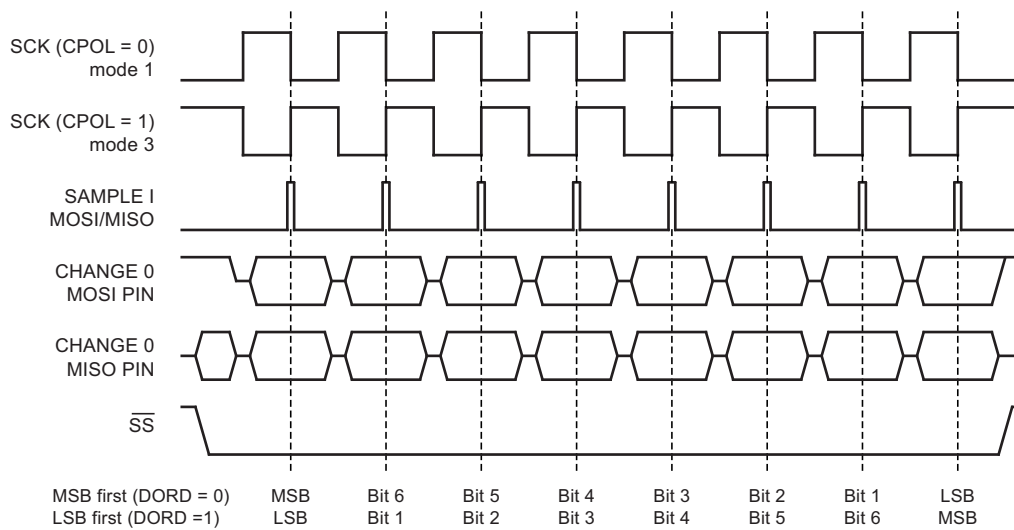 SCK (CPOL = 0)
mode 1
SCK (CPOL = 1)
mode 3
SAMPLE I
MOSI/MISO
CHANGE 0
MOSI PIN
CHANGE 0
MISO PIN
SS
MSB first (DORD = 0) MSB Bit 6 Bit 5 Bit 4 Bit 3 Bit 2 Bit 1 LSB
LSB first (DORD =1) LSB Bit 1 Bit 2 Bit 3 Bit 4 Bit 5 Bit 6 MSB